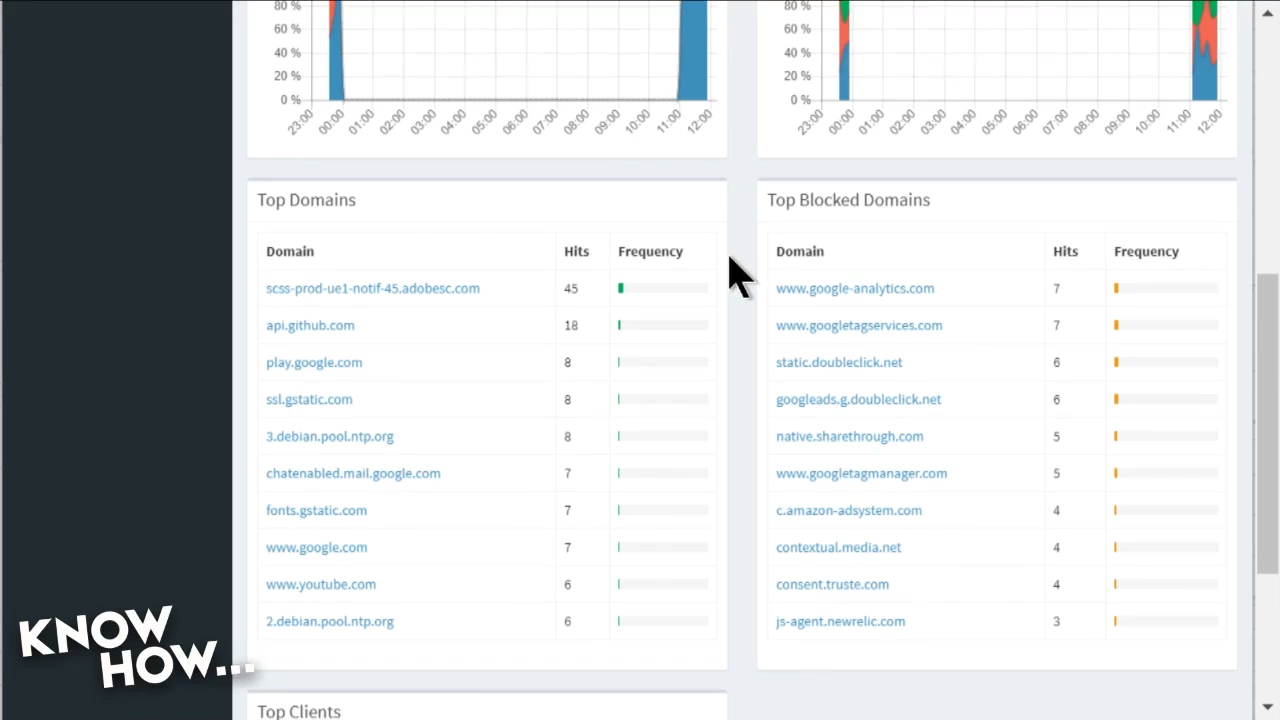 80 %
60 %
40 %
20 %
0 %
23:00 00:00 01:00 02:00 03:00 04:00 05:00 06:00 07:00 08:00 09:00 10:00 11:00 12:00
80 %
60 %
40 %
20 %
0 %
23:00 00:00 01:00 02:00 03:00 04:00 05:00 06:00 07:00 08:00 09:00 10:00 11:00 12:00
Top Domains
Domain Hits Frequency
scss-prod-ue1-notif-45.adobesc.com 45
api.github.com 18
play.google.com 8
ssl.gstatic.com 8
3.debian.pool.ntp.org 8
chatenabled.mail.google.com 7
fonts.gstatic.com 7
www.google.com 7
www.youtube.com 6
2.debian.pool.ntp.org 6
Top Blocked Domains
Domain Hits Frequency
www.google-analytics.com 7
www.googletagservices.com 7
static.doubleclick.net 6
googleads.g.doubleclick.net 6
native.sharethrough.com 5
www.googletagmanager.com 5
c.amazon-adsystem.com 4
contextual.media.net 4
consent.truste.com 4
js-agent.newrelic.com 3
Top Clients
KNOW
HOW...